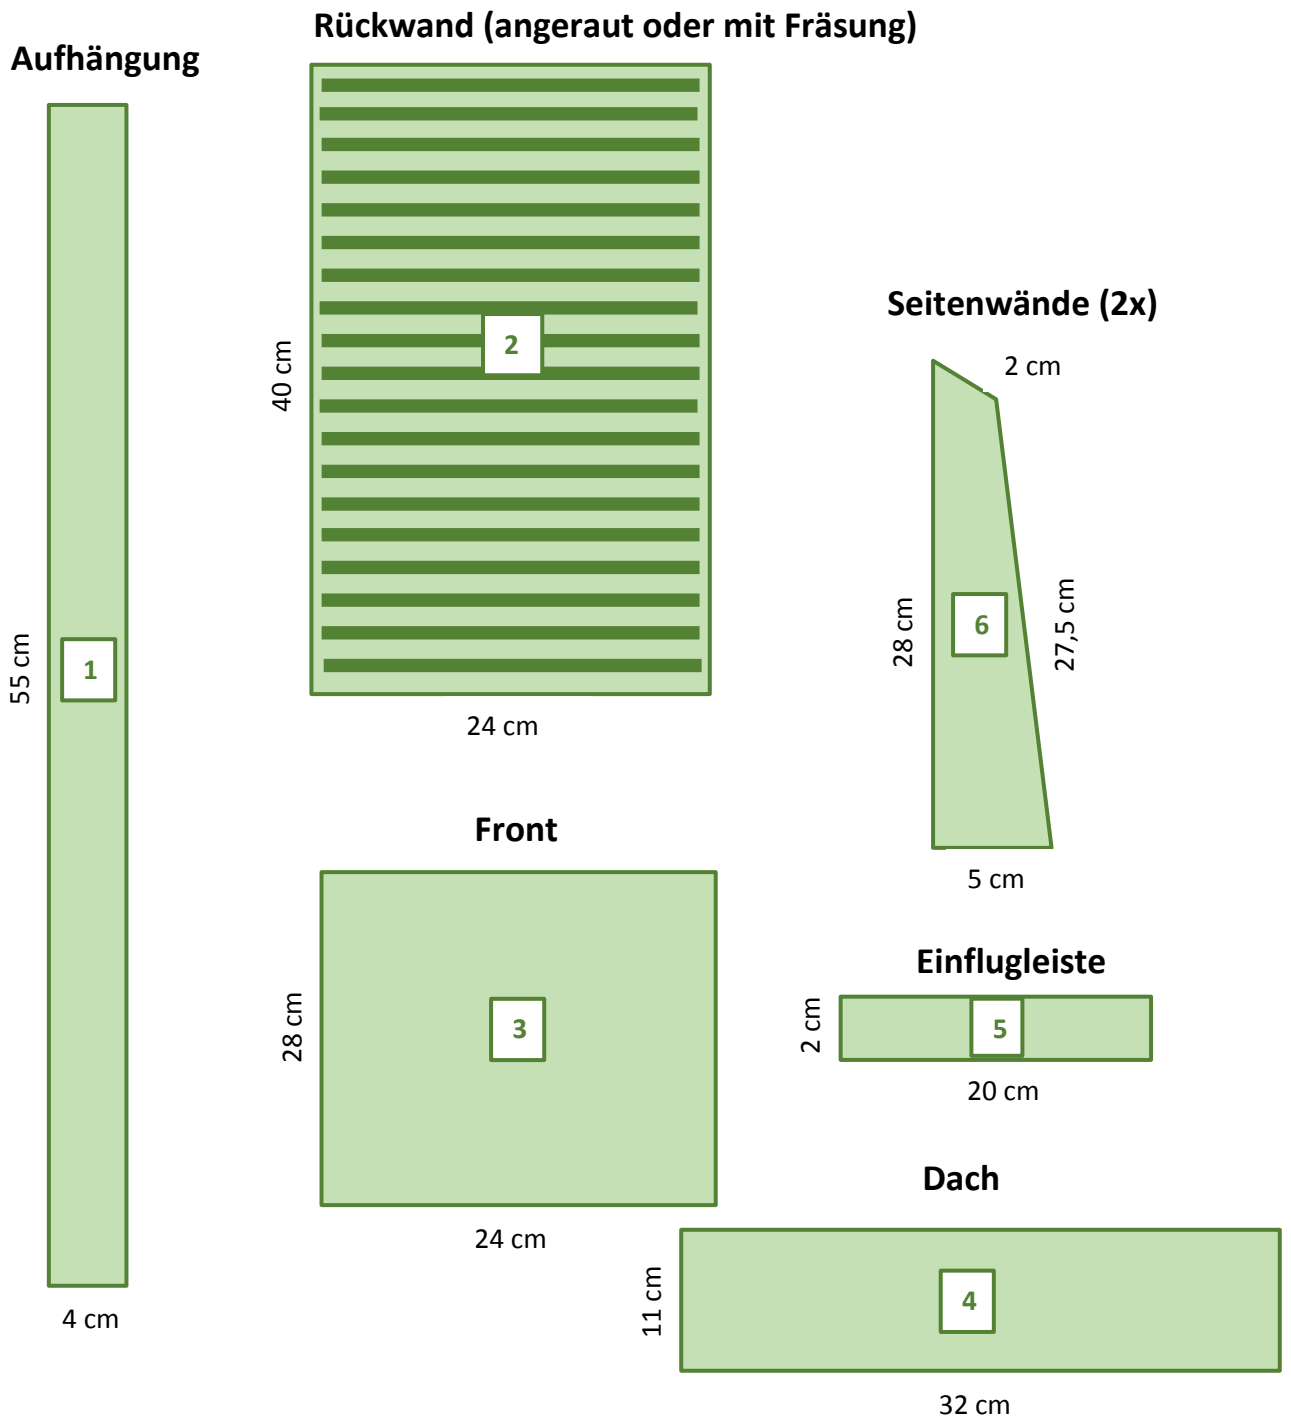 Rückwand (angeraut oder mit Fräsung)
Aufhängung
55 cm
1
4 cm
40 cm
2
24 cm
Seitenwände (2x)
2 cm
28 cm
6
27,5 cm
5 cm
Front
28 cm
3
24 cm
Einflugleiste
2 cm
5
20 cm
Dach
11 cm
4
32 cm